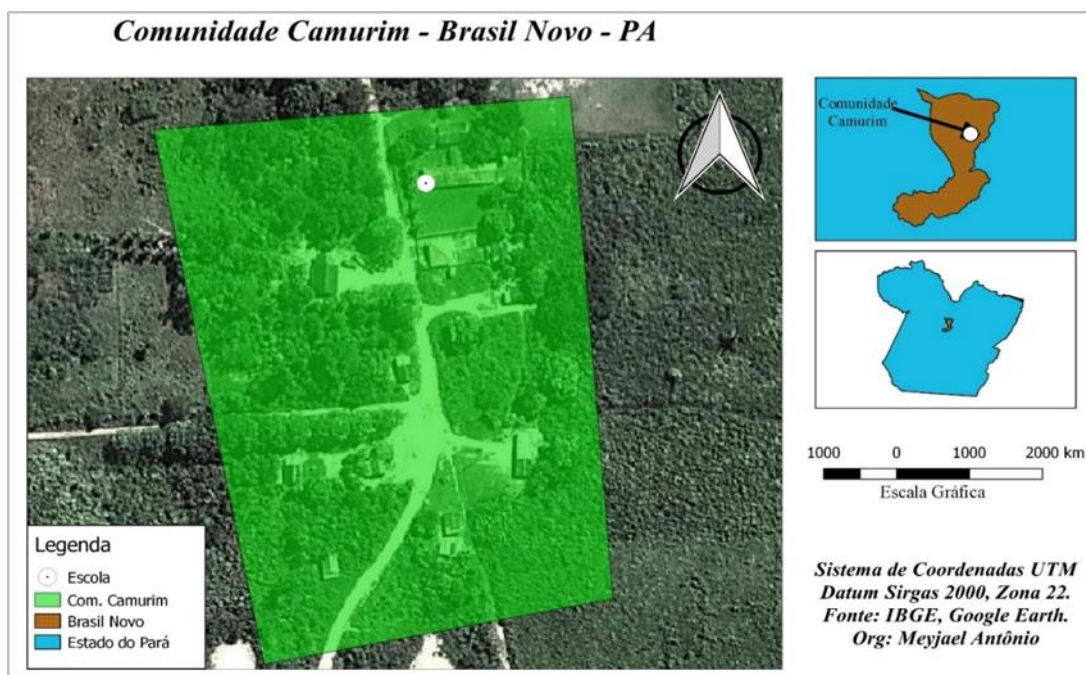 Comunidade Camurim - Brasil Novo - PA
Comunidade
Camurim
1000 0 1000 2000 km
Escala Gráfica
Legenda
Escola
Com. Camurim
Brasil Novo
Estado do Pará
Sistema de Coordenadas UTM
Datum Sirgas 2000, Zona 22.
Fonte: IBGE, Google Earth.
Org: Meyjael Antônio